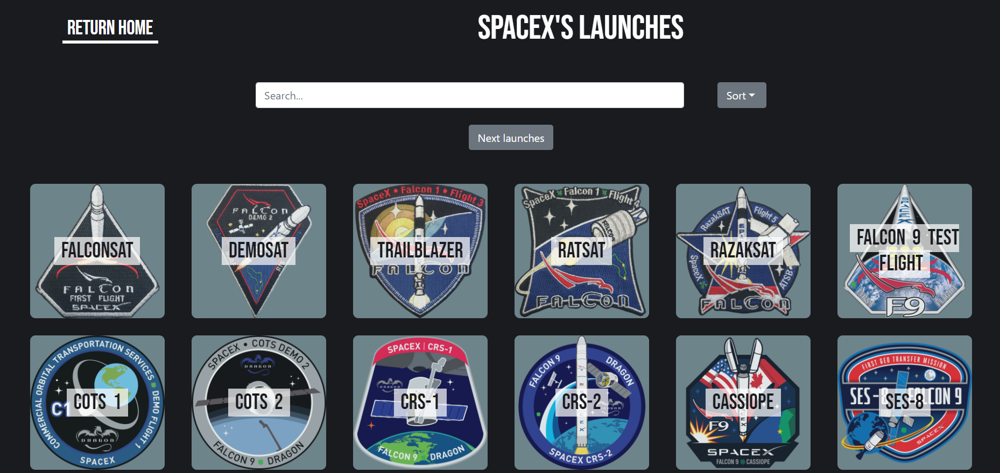 RETURN HOME
SPACEX'S LAUNCHES
Search...
Sort
Next launches
FALCONSAT
FALCON
FIRST FLIGHT
SPACEX
FALCON
DEMO 2
DEMOSAT
SpaceX • Falcon 1 • Flight 3
TRAILBLAZER
FALCON
SpaceX Falcon 1 Flight 4
FALCON
RATSAT
FALCON
RazakSAT Flight 5
RAZAKSAT
SpaceX
ATSB
FALCON
SPACEX
FALCON 9 TEST
FLIGHT
FIRST FLIGHT
F9
COMMERCIAL ORBITAL TRANSPORTATION SERVICES DEMO FLIGHT 1
C1
COTS 1
DRAGON
SPACEX
SPACEX • COTS DEMO 2
DRAGON
COTS 2
FALCON 9 DRAGON
SPACEX | CRS-1
DRAGON
CRS-1
FALCON 9 DRAGON
FALCON 9 DRAGON
CRS-2
DRAGON
SPACEX CRS-2
CASSIOPE
F9
SPACEX
FALCON 9 CASSIOPE
FIRST GEO TRANSFER MISSION
SES-8
FALCON 9
SES-8
SPACEX